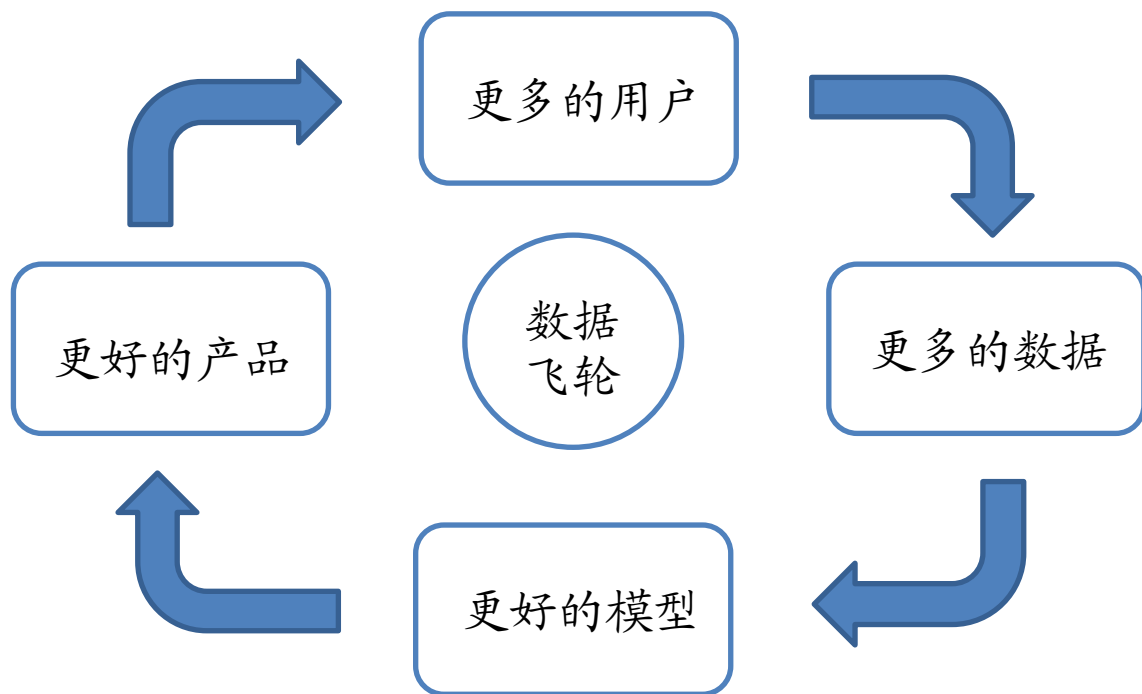 更多的用户
更好的产品
数据
飞轮
更多的数据
更好的模型